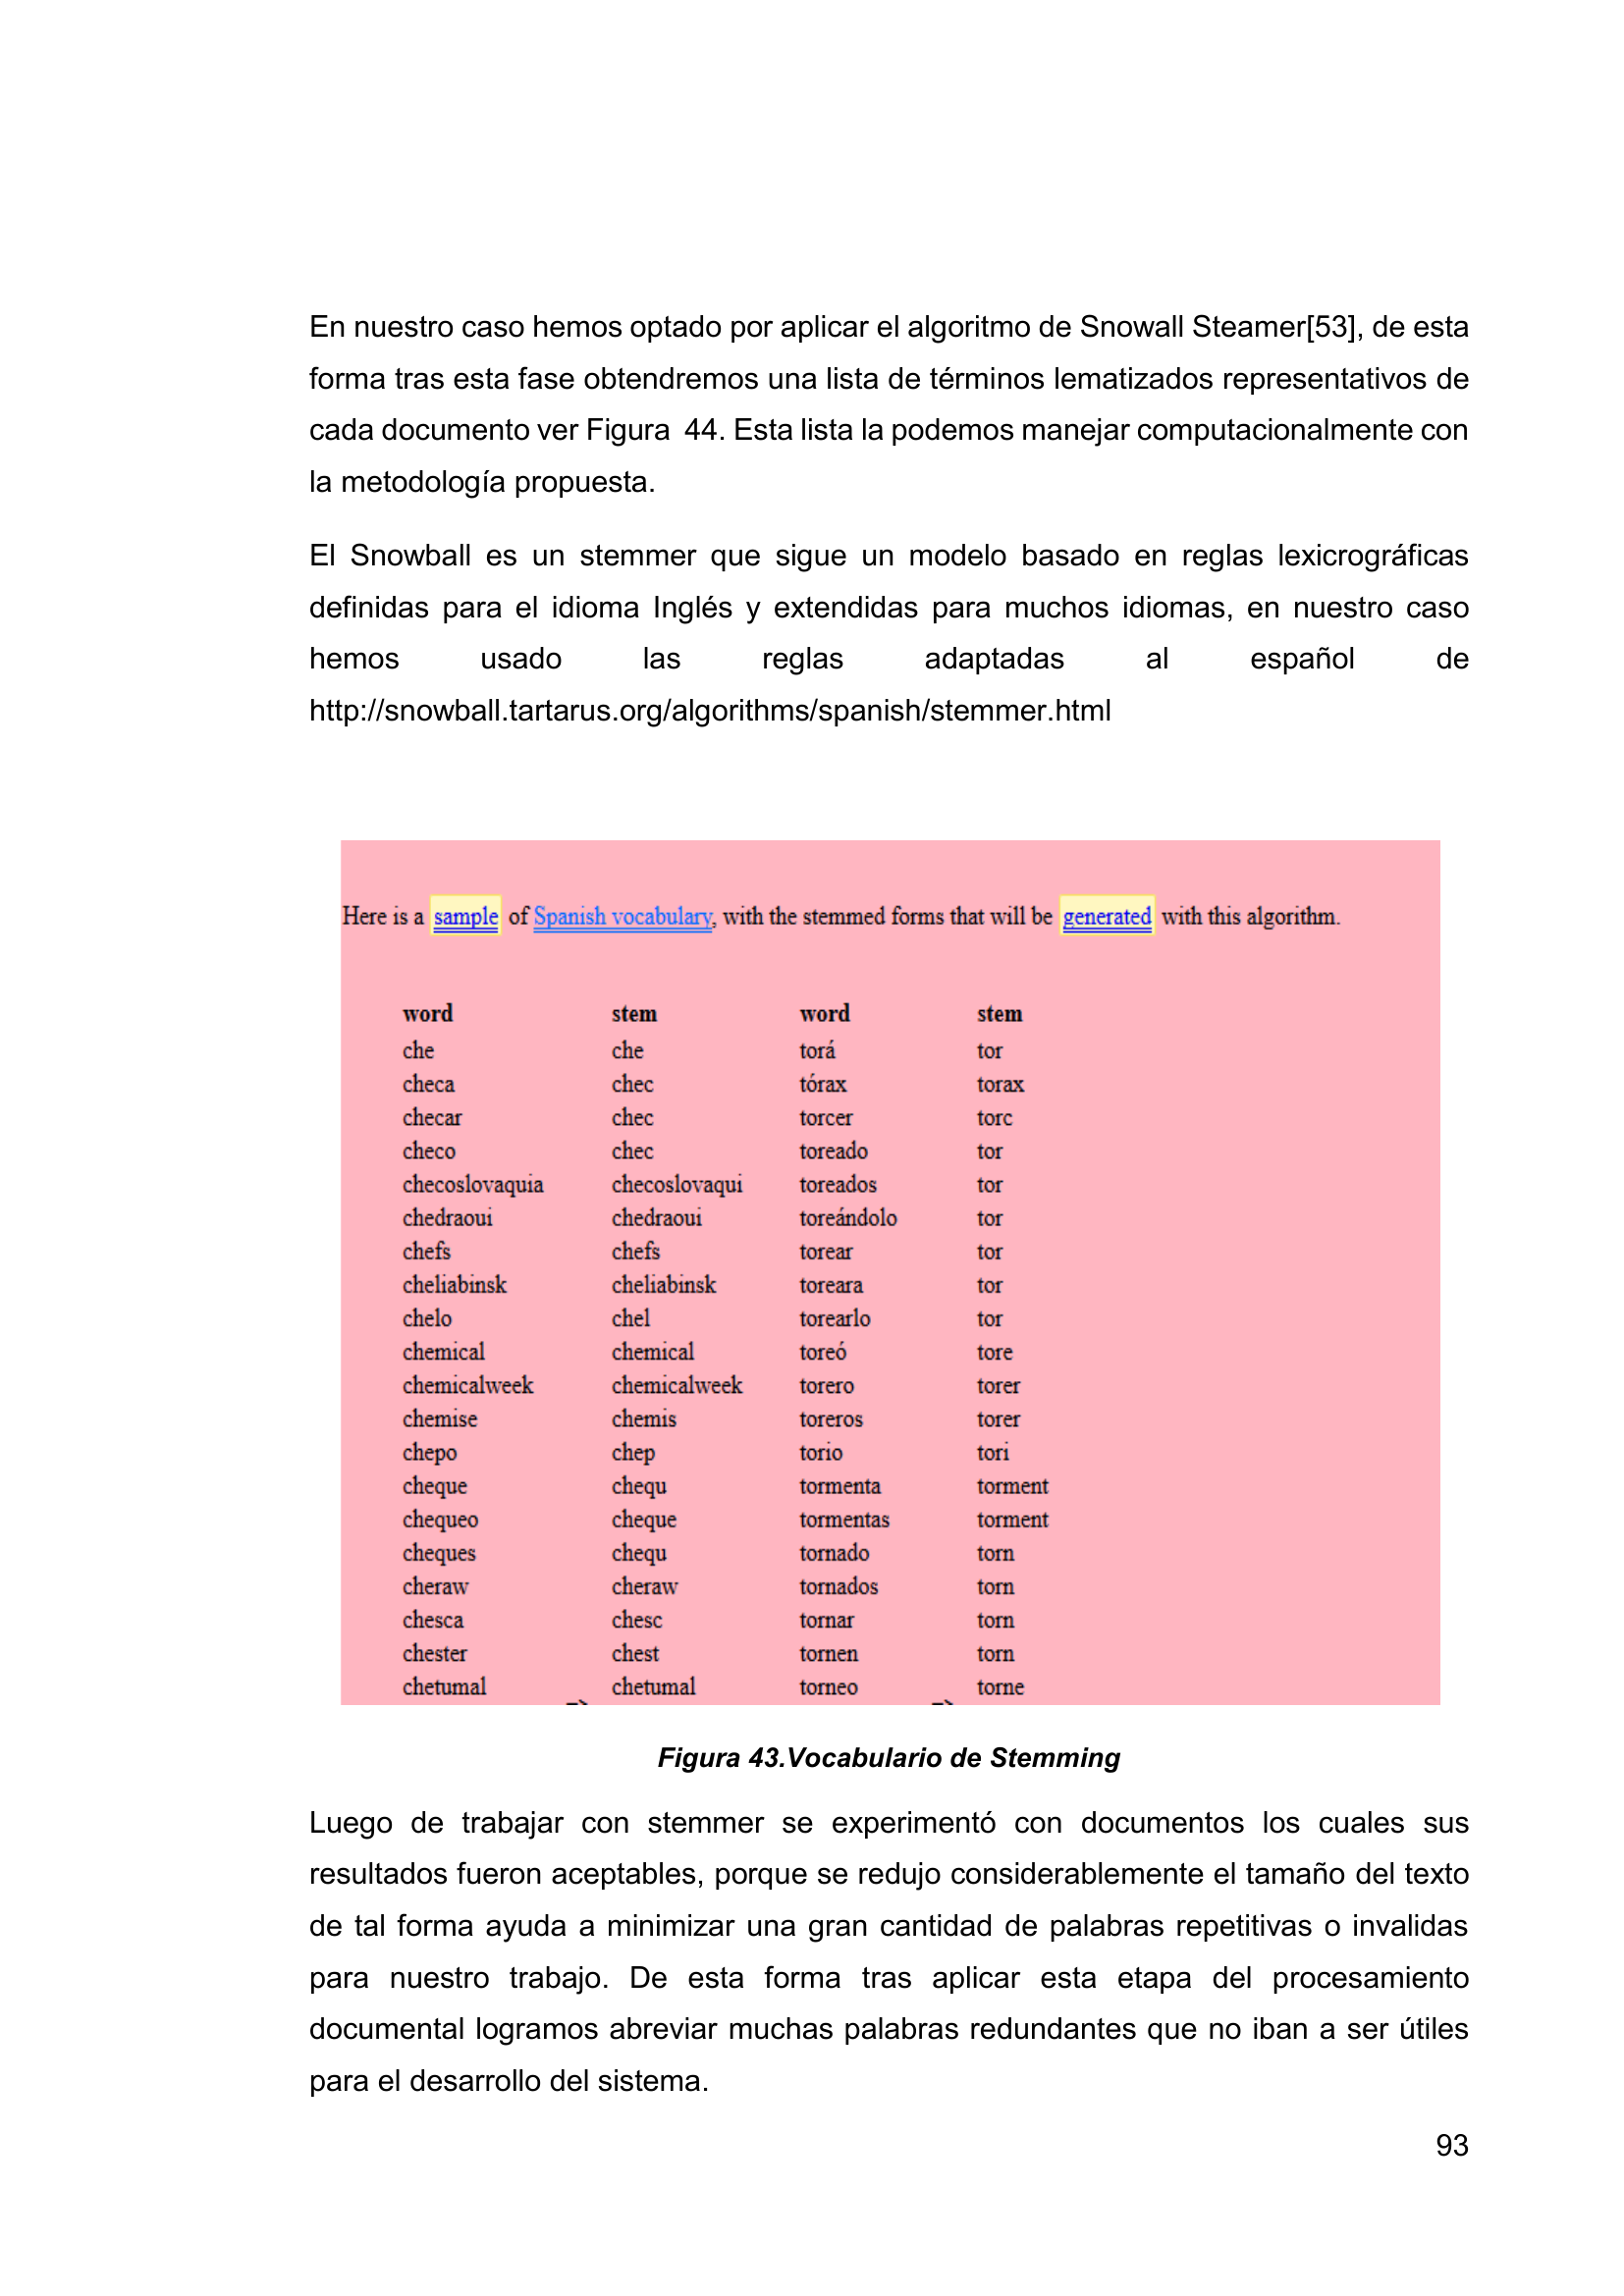 En nuestro caso hemos optado por aplicar el algoritmo de Snowall Steamer[53], de esta
forma tras esta fase obtendremos una lista de términos lematizados representativos de
cada documento ver Figura  44. Esta lista la podemos manejar computacionalmente con
la metodología propuesta.
El Snowball es un stemmer que sigue un modelo basado en reglas lexicrográficas
definidas para el idioma Inglés y extendidas para muchos idiomas, en nuestro caso
hemos usado las reglas adaptadas al español de
http://snowball.tartarus.org/algorithms/spanish/stemmer.html
Here is a sample of Spanish vocabulary, with the stemmed forms that will be generated with this algorithm.
word stem word stem
che che torá tor
checa chec tórax torax
checar chec torcer torc
checo chec toreado tor
checoslovaquia checoslovaqui toreados tor
chedraoui chedraoui toreándolo tor
chefs chefs torear tor
cheliabinsk cheliabinsk toreara tor
chelo chel torearlo tor
chemical chemical toreó tore
chemicalweek chemicalweek torero torer
chemise chemis toreros torer
chepo chep torio tori
cheque chequ tormenta torment
chequeo cheque tormentas torment
cheques chequ tornado torn
cheraw cheraw tornados torn
chesca chesc tornar torn
chester chest tornen torn
chetumal => chetumal torneo => torne
Figura 43.Vocabulario de Stemming
Luego de trabajar con stemmer se experimentó con documentos los cuales sus
resultados fueron aceptables, porque se redujo considerablemente el tamaño del texto
de tal forma ayuda a minimizar una gran cantidad de palabras repetitivas o invalidas
para nuestro trabajo. De esta forma tras aplicar esta etapa del procesamiento
documental logramos abreviar muchas palabras redundantes que no iban a ser útiles
para el desarrollo del sistema.
93